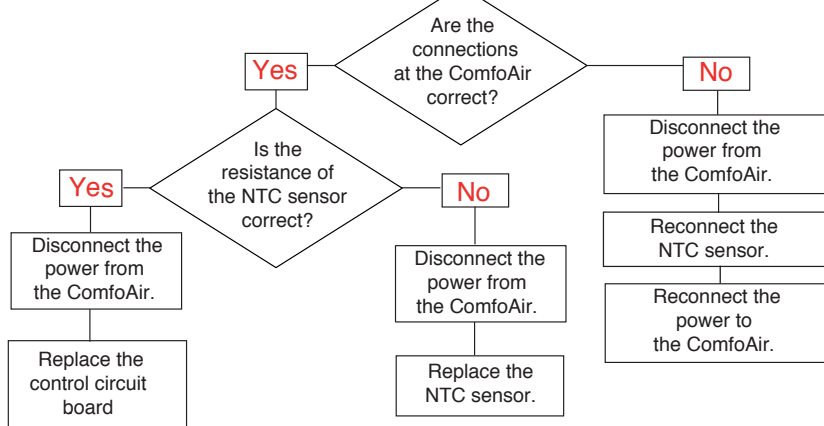 Are the
connections
at the ComfoAir
correct?
Yes
No
Is the
resistance of
the NTC sensor
correct?
Yes
No
Disconnect the
power from
the ComfoAir.
Replace the
control circuit
board
Disconnect the
power from
the ComfoAir.
Replace the
NTC sensor.
Disconnect the
power from
the ComfoAir.
Reconnect the
NTC sensor.
Reconnect the
power to
the ComfoAir.